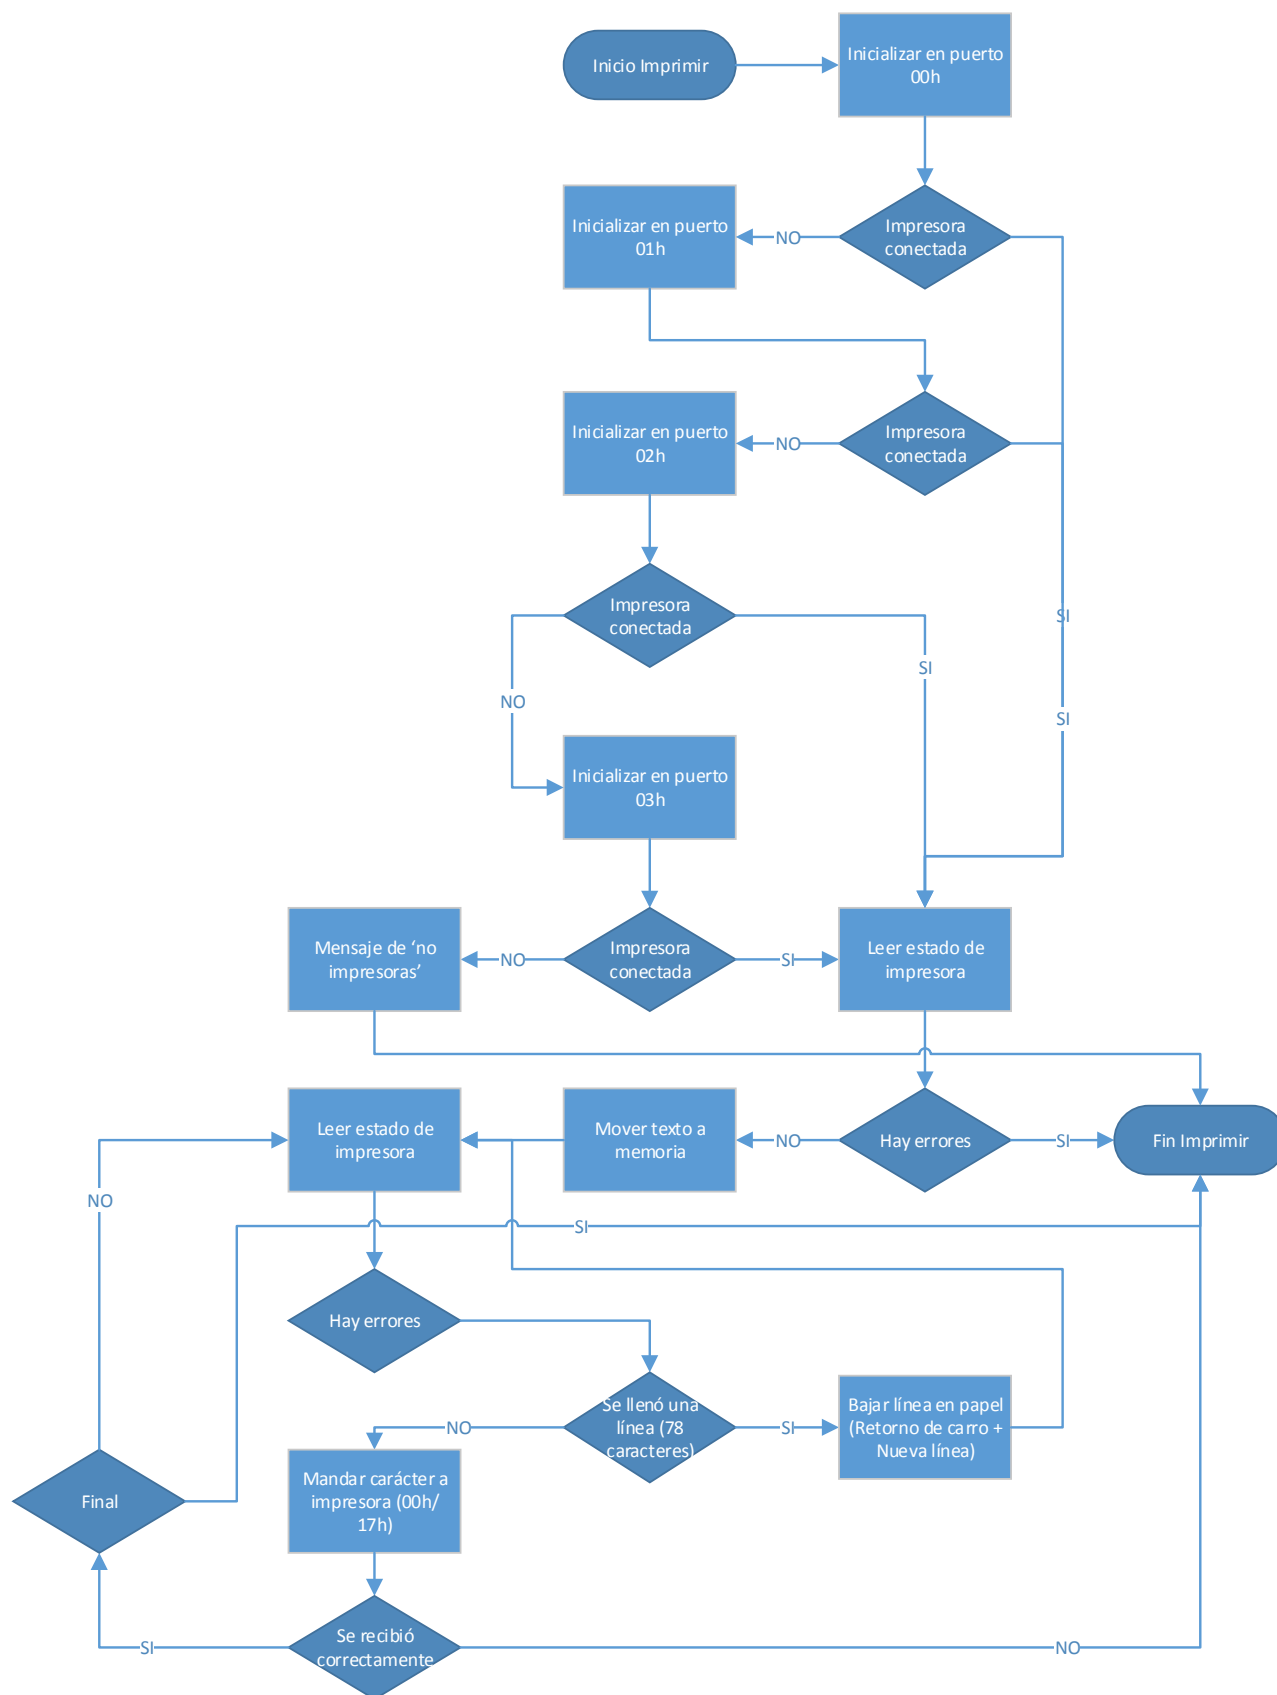 Inicio Imprimir
Inicializar en puerto
00h
Inicializar en puerto
01h
NO
Impresora
conectada
Inicializar en puerto
02h
NO
Impresora
conectada
Impresora
conectada
SI
SI
NO
SI
Inicializar en puerto
03h
Mensaje de ‘no
impresoras’
NO
Impresora
conectada
SI
Leer estado de
impresora
Leer estado de
impresora
Mover texto a
memoria
NO
Hay errores
SI
Fin Imprimir
NO
SI
Hay errores
NO
Se llenó una
línea (78
caracteres)
SI
Bajar línea en papel
(Retorno de carro +
Nueva línea)
Final
Mandar carácter a
impresora (00h/
17h)
SI
Se recibió
correctamente
NO